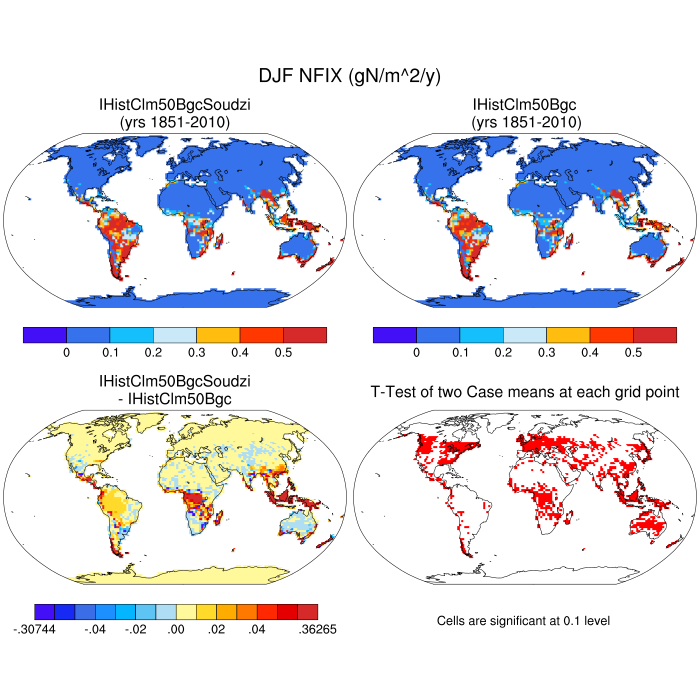 DJF NFIX (gN/m^2/y)
IHistClm50BgcSoudzi
(yrs 1851-2010)
IHistClm50Bgc
(yrs 1851-2010)
0 0.1 0.2 0.3 0.4 0.5
0 0.1 0.2 0.3 0.4 0.5
IHistClm50BgcSoudzi
- IHistClm50Bgc
T-Test of two Case means at each grid point
-.30744 -.04 -.02 .00 .02 .04 .36265
Cells are significant at 0.1 level